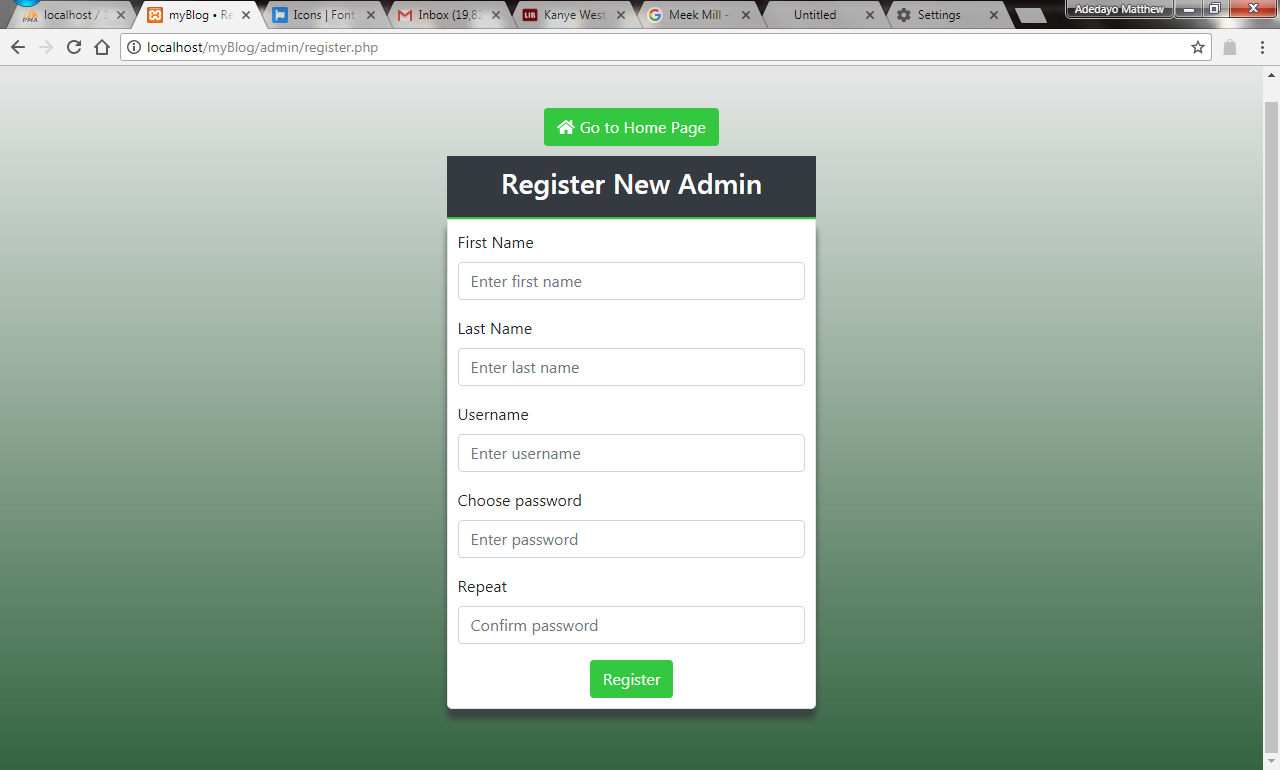 localhost / 1
myBlog • Re
Icons | Font
Inbox (19,82
Kanye West
Meek Mill -
Untitled
Settings
Adedayo Matthew
PMA
LIB
localhost/myBlog/admin/register.php
Go to Home Page
Register New Admin
First Name
Enter first name
Last Name
Enter last name
Username
Enter username
Choose password
Enter password
Repeat
Confirm password
Register